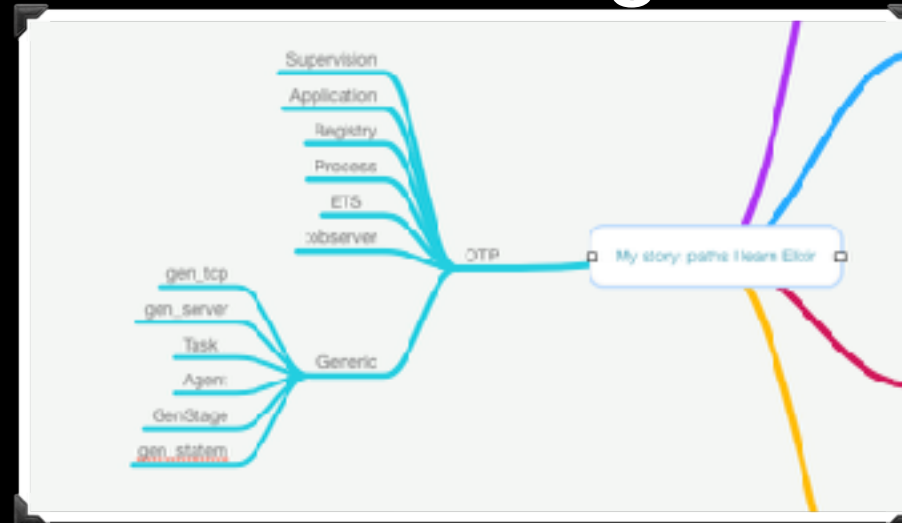 Supervision
Application
Registry
Process
ETS
:observer
OTP
My story: paths I learn Elixir
gen_tcp
gen_server
Task
Generic
Agent
GenStage
gen_statem